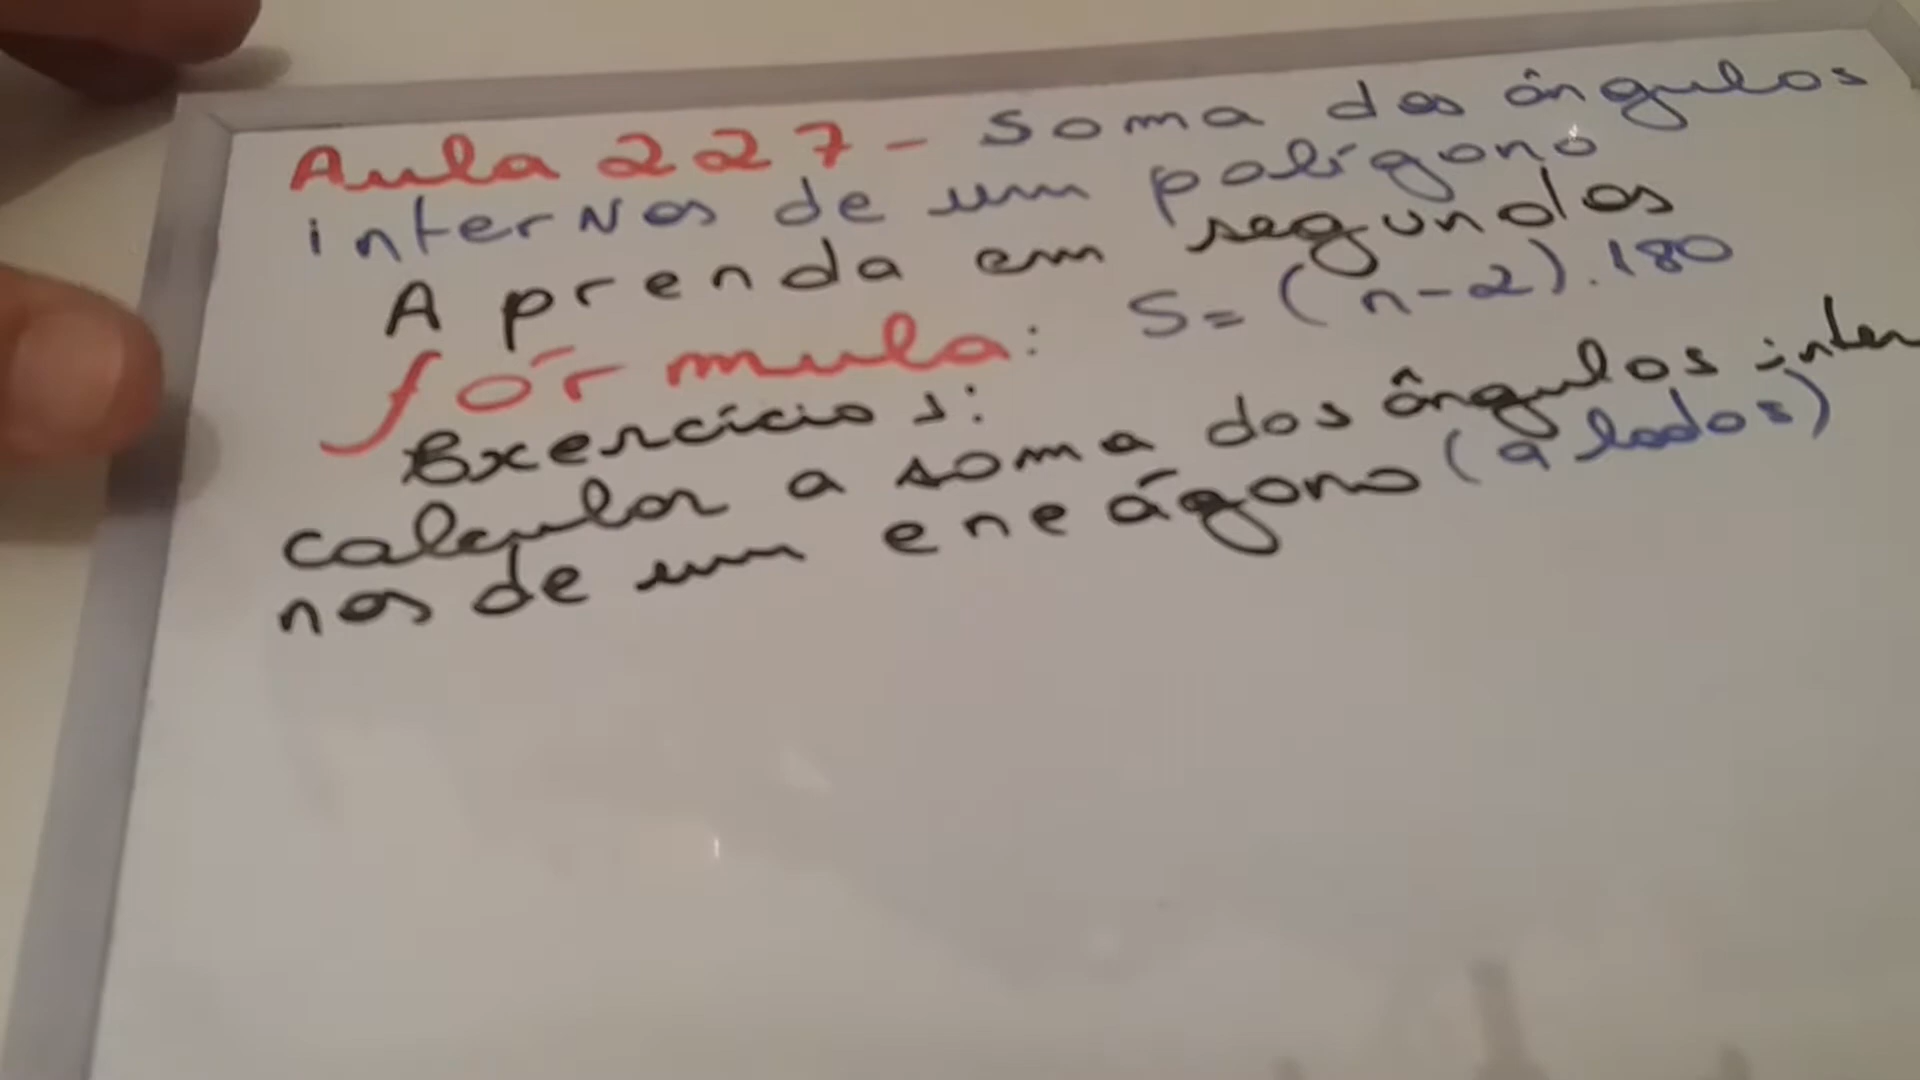 Aula 227 - Soma dos ângulos
internos de um polígono
Aprenda em segundos
fórmula: S = (n-2).180
Exercício 1:
calcular a soma dos ângulos inter
nos de um eneágono (9 lados)